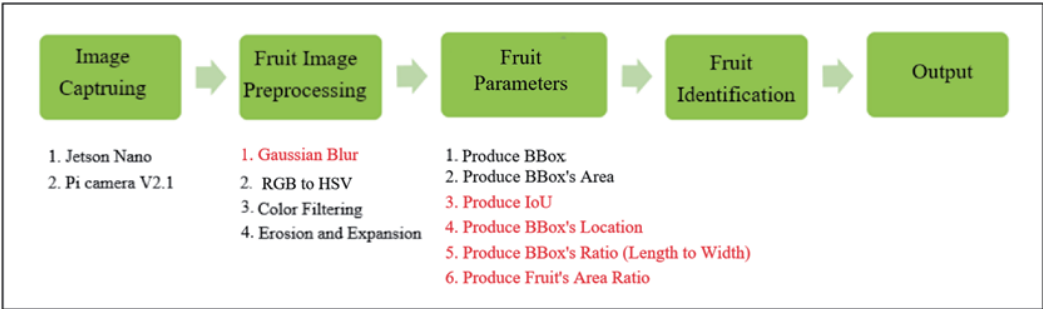 Image
Captruing
Fruit Image
Preprocessing
Fruit
Parameters
Fruit
Identification
Output
1. Jetson Nano
2. Pi camera V2.1
1. Gaussian Blur
2. RGB to HSV
3. Color Filtering
4. Erosion and Expansion
1. Produce BBox
2. Produce BBox's Area
3. Produce IoU
4. Produce BBox's Location
5. Produce BBox's Ratio (Length to Width)
6. Produce Fruit's Area Ratio